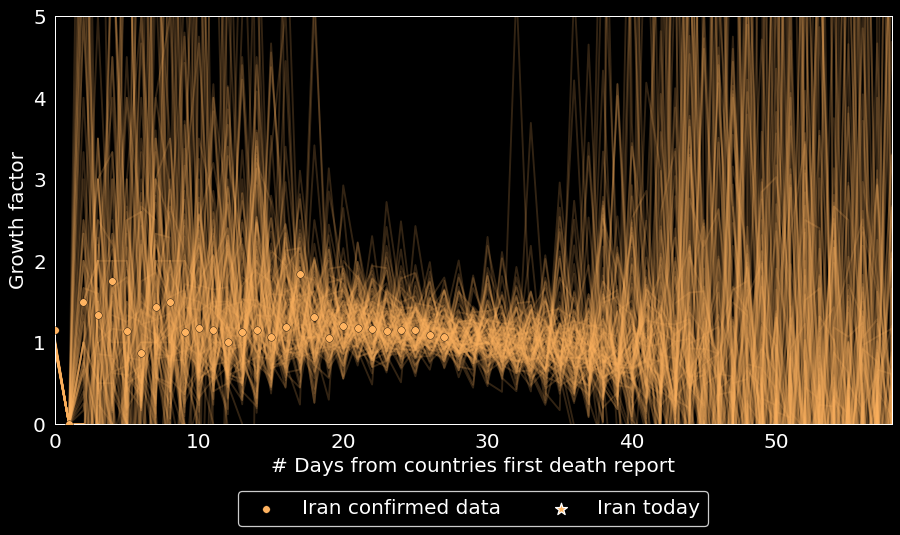 5
4
3
2
1
0
Growth factor
0 10 20 30 40 50
# Days from countries first death report
Iran confirmed data Iran today